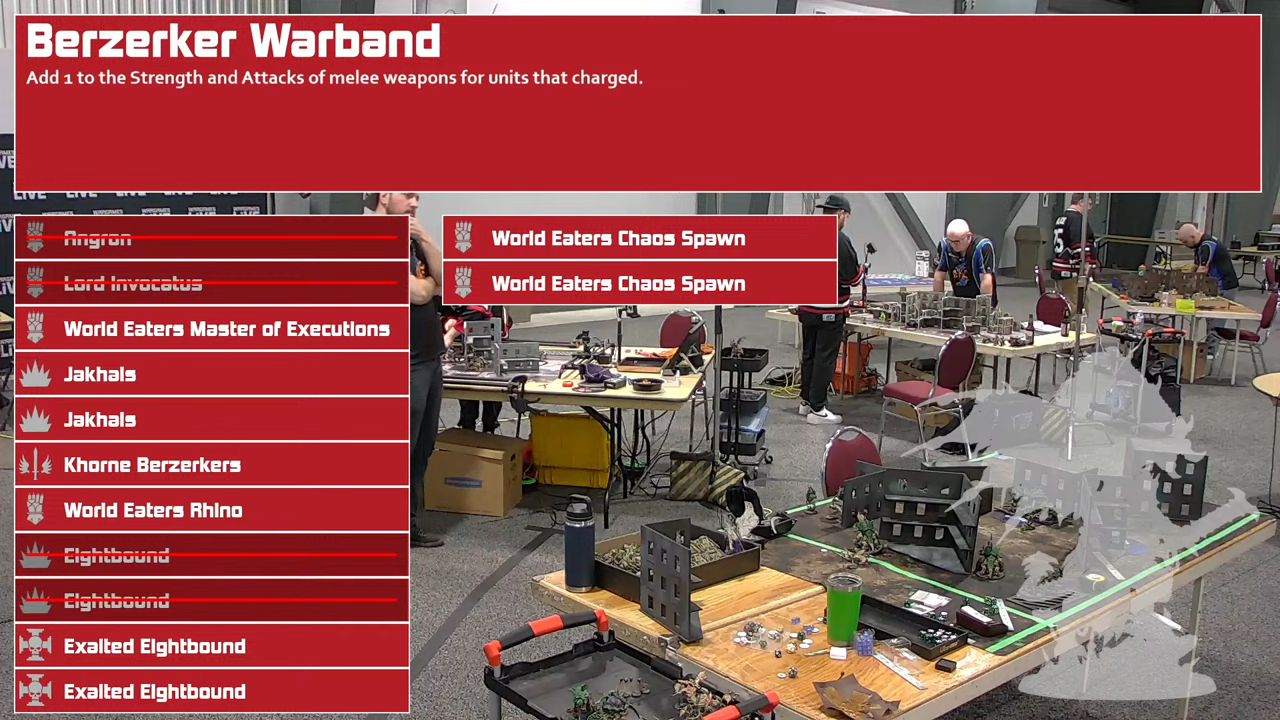 Berzerker Warband
Add 1 to the Strength and Attacks of melee weapons for units that charged.
Angron
Lord Invocatus
World Eaters Master of Executions
Jakhals
Jakhals
Khorne Berzerkers
World Eaters Rhino
Eightbound
Eightbound
Exalted Eightbound
Exalted Eightbound
World Eaters Chaos Spawn
World Eaters Chaos Spawn
LIVE